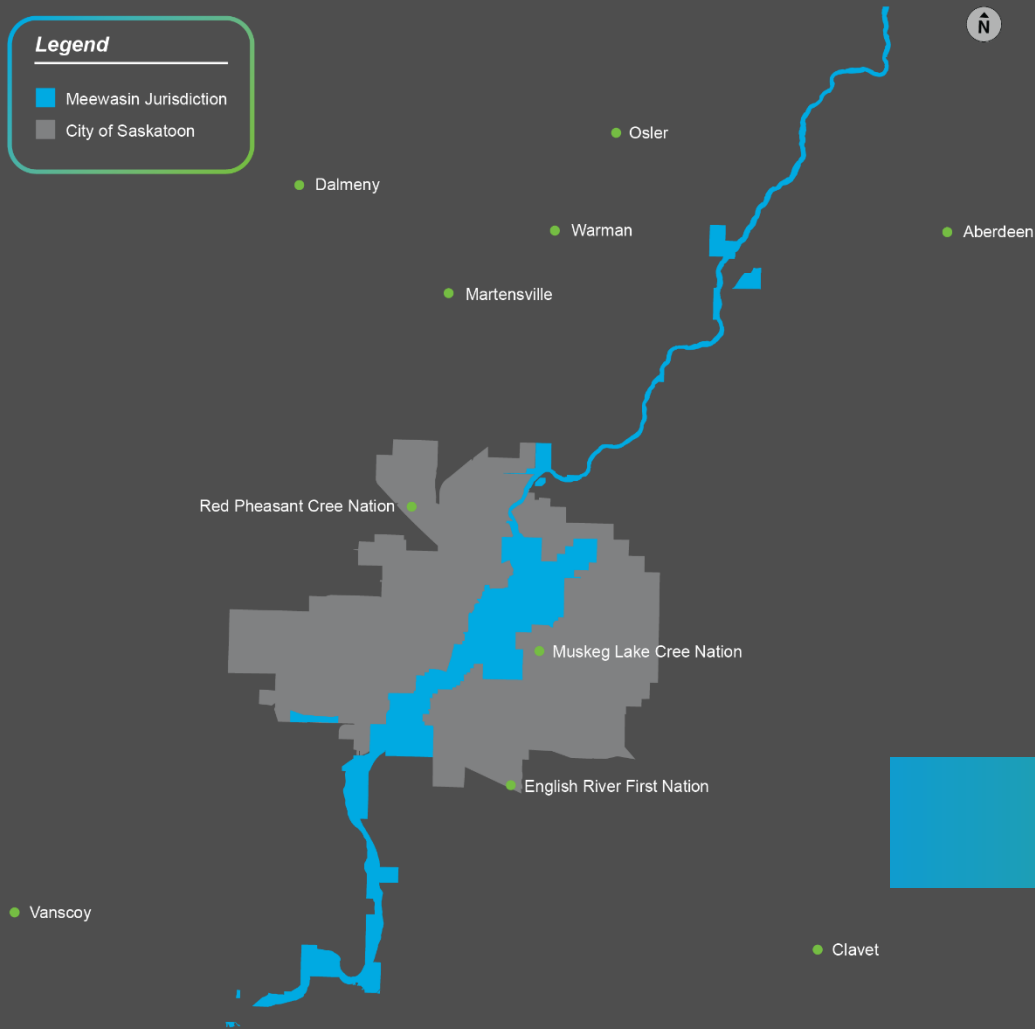 Legend
N
Meewasin Jurisdiction
City of Saskatoon
Osler
Dalmeny
Warman
Aberdeen
Martensville
Red Pheasant Cree Nation
Muskeg Lake Cree Nation
English River First Nation
Vanscoy
Clavet